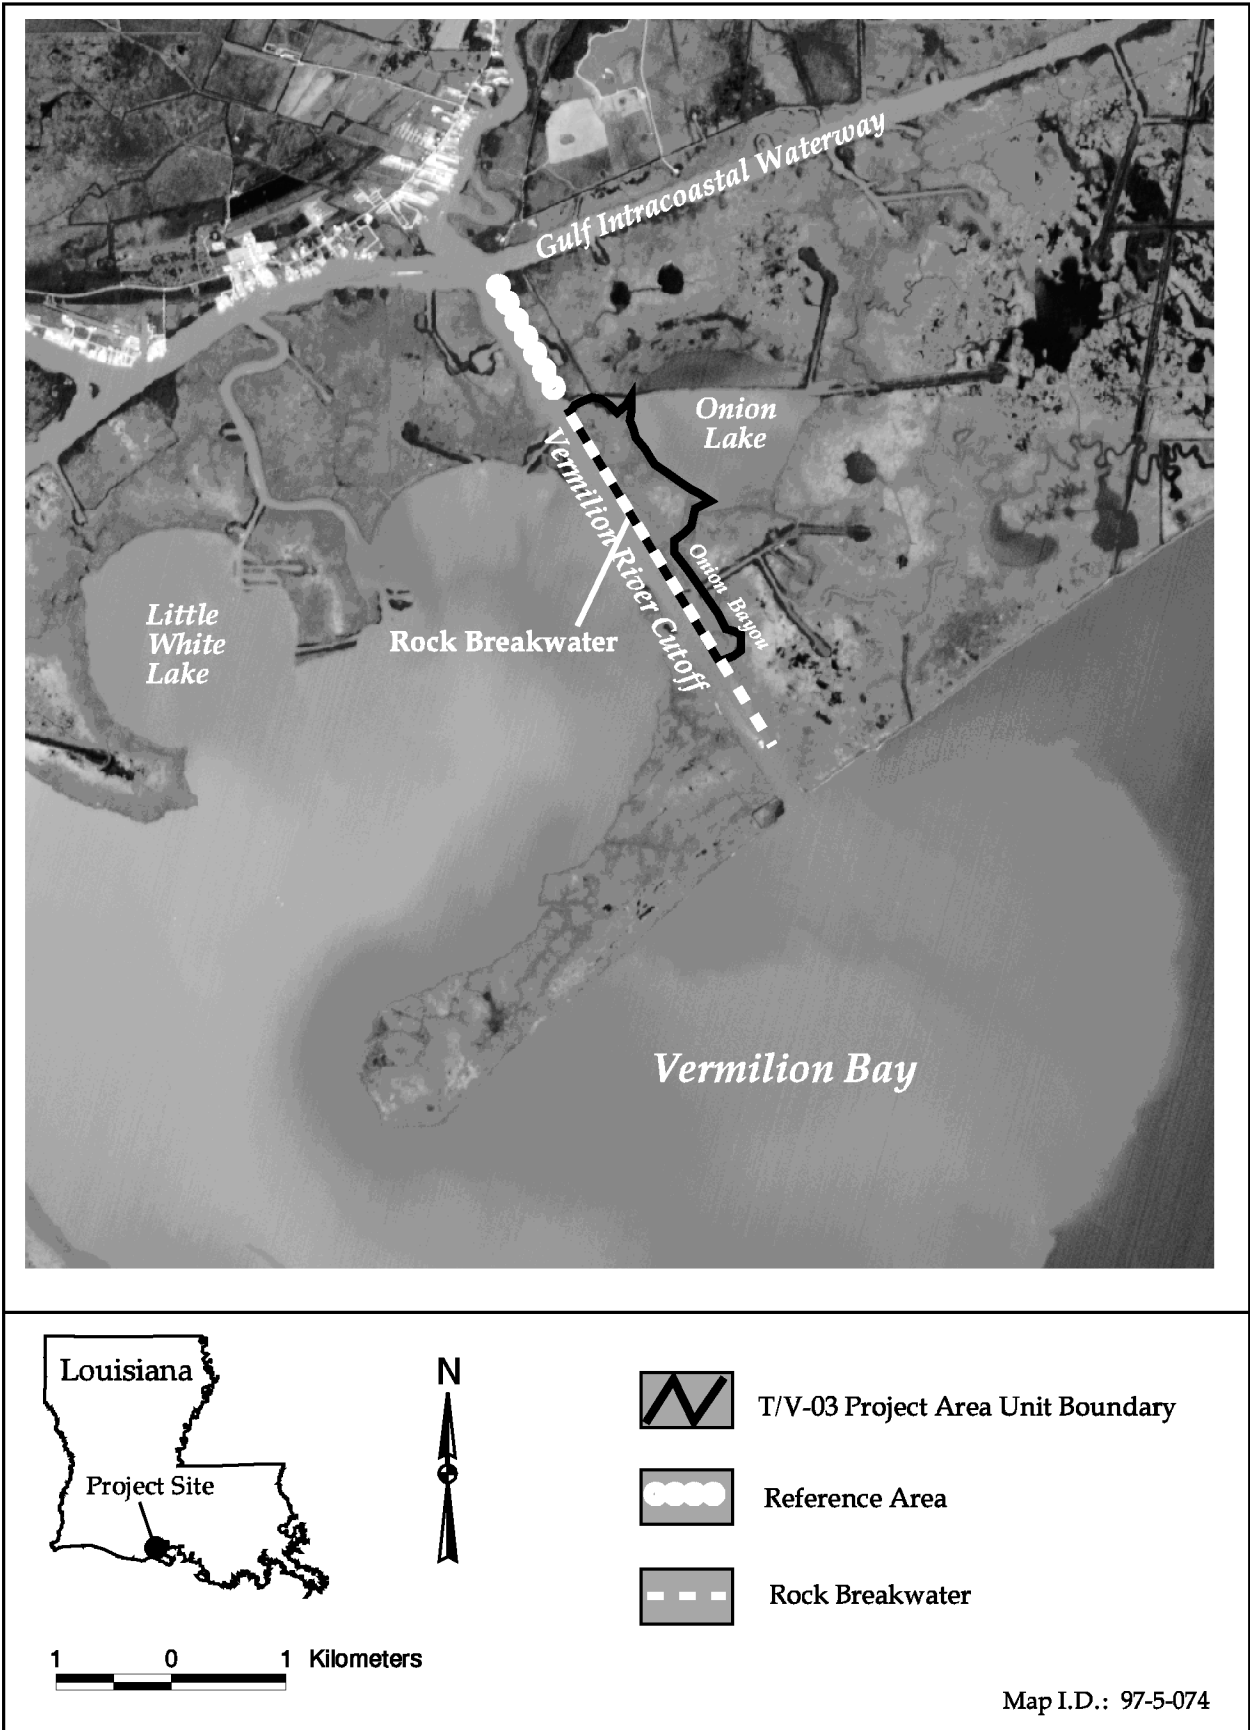 Gulf Intracoastal Waterway
Onion
Lake
Vermilion River Cutoff
Onion Bayou
Little
White
Lake
Rock Breakwater
Vermilion Bay
Louisiana
Project Site
N
1 0 1 Kilometers
T/V-03 Project Area Unit Boundary
Reference Area
Rock Breakwater
Map I.D.: 97-5-074